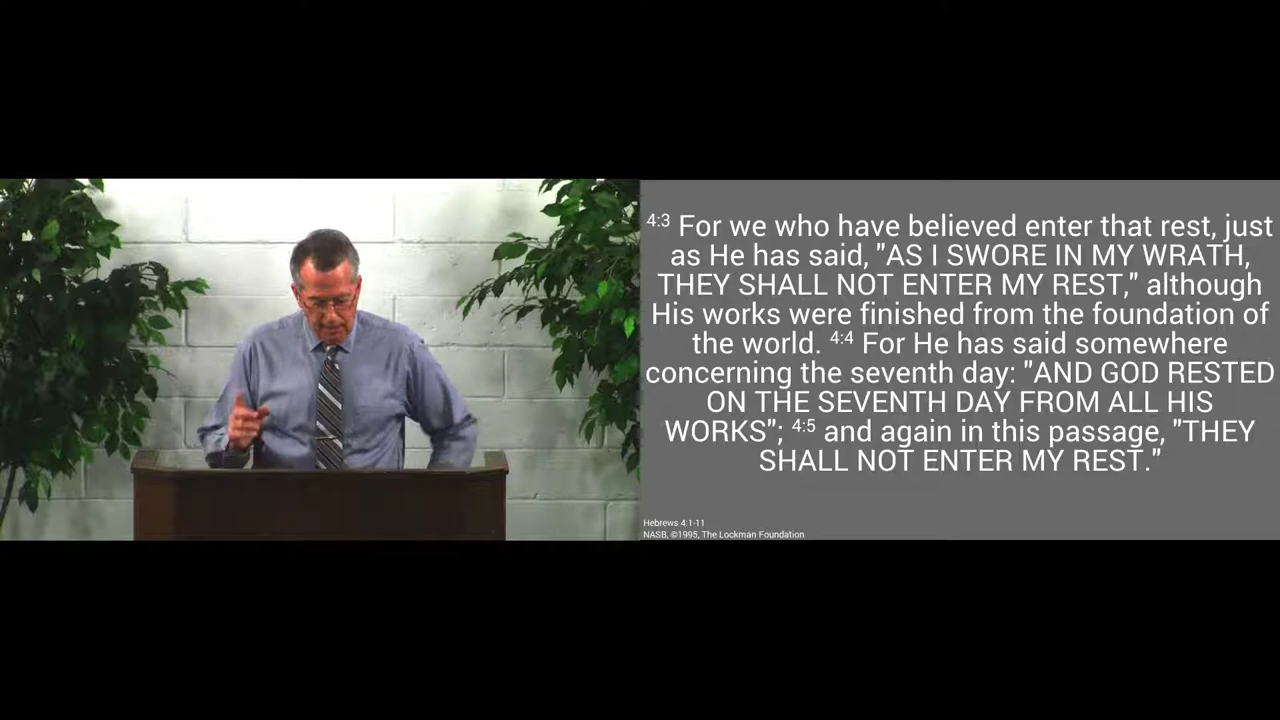 4:3 For we who have believed enter that rest, just
as He has said, "AS I SWORE IN MY WRATH,
THEY SHALL NOT ENTER MY REST," although
His works were finished from the foundation of
the world. 4:4 For He has said somewhere
concerning the seventh day: "AND GOD RESTED
ON THE SEVENTH DAY FROM ALL HIS
WORKS"; 4:5 and again in this passage, "THEY
SHALL NOT ENTER MY REST."
Hebrews 4:1-11
NASB, ©1995, The Lockman Foundation